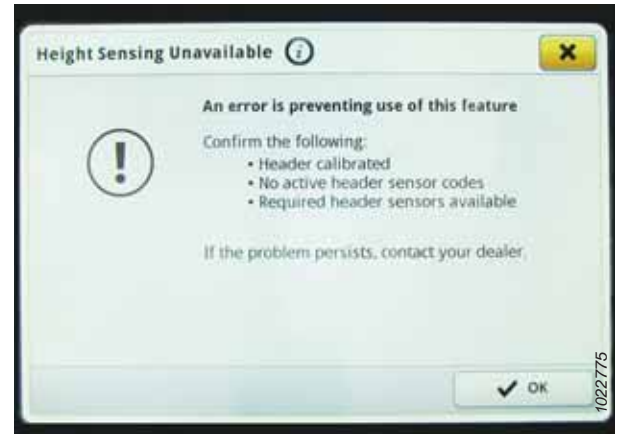 Height Sensing Unavailable
An error is preventing use of this feature
Confirm the following:
• Header calibrated
• No active header sensor codes
• Required header sensors available
If the problem persists, contact your dealer.
OK
1022775